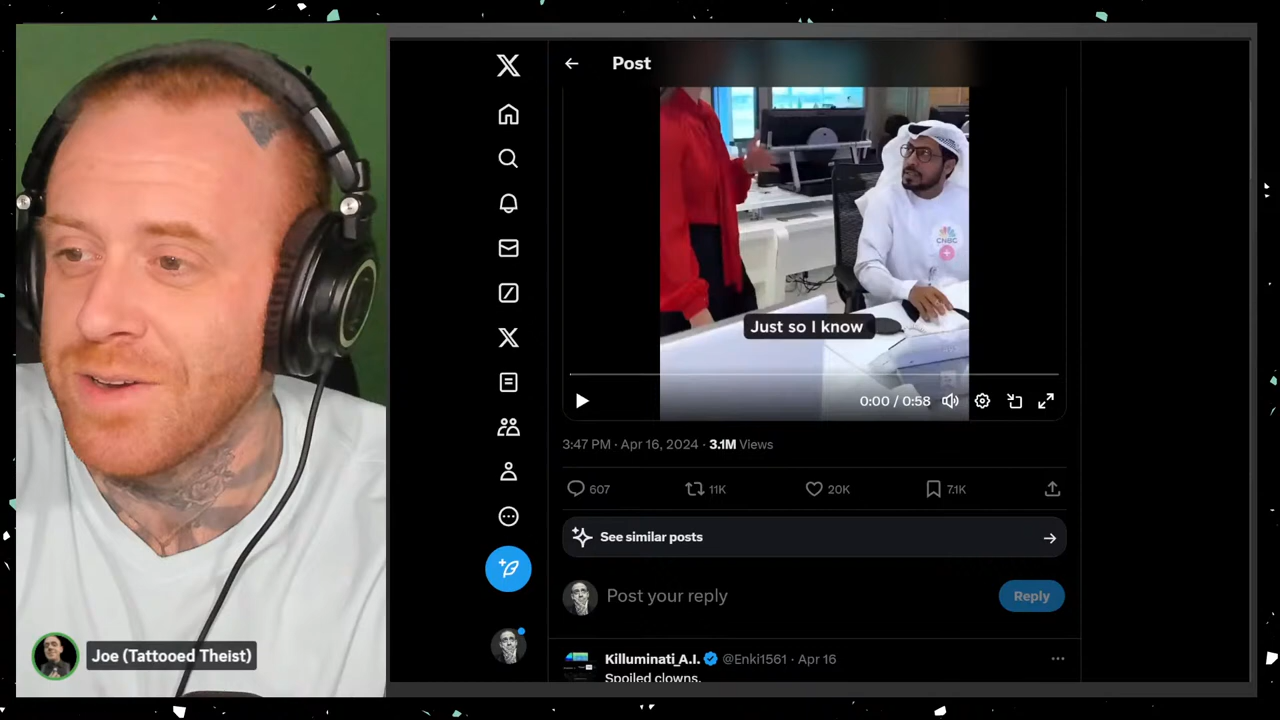 Post
CNBC
Just so I know
0:00 / 0:58
3:47 PM · Apr 16, 2024 · 3.1M Views
607
11K
20K
7.1K
See similar posts
Post your reply
Reply
Killuminati_A.I. @Enki1561 · Apr 16
Spoiled clowns.
Joe (Tattooed Theist)